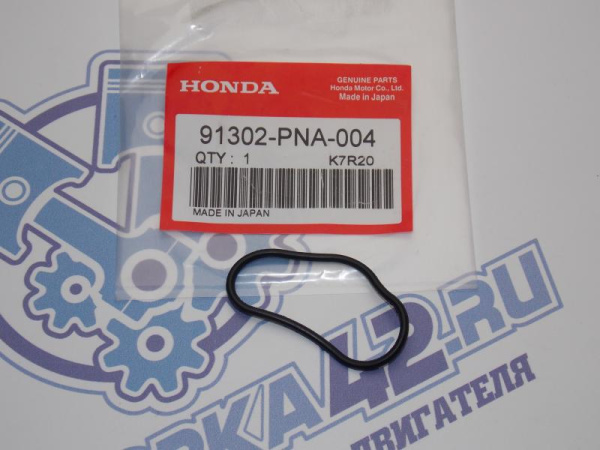 HONDA
GENUINE PARTS
Honda Motor Co., Ltd.
Made in Japan
91302-PNA-004
QTY : 1 K7R20
MADE IN JAPAN
42.RU
ДВИГАТЕЛЯ